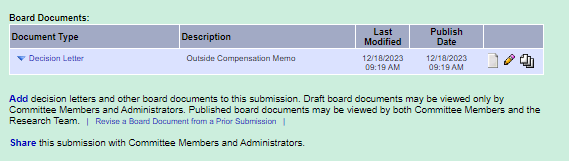 Board Documents:
Document Type Description Last Modified Publish Date
Decision Letter Outside Compensation Memo 12/18/2023 09:19 AM 12/18/2023 09:19 AM
Add decision letters and other board documents to this submission. Draft board documents may be viewed only by
Committee Members and Administrators. Published board documents may be viewed by both Committee Members and the
Research Team. | Revise a Board Document from a Prior Submission |
Share this submission with Committee Members and Administrators.